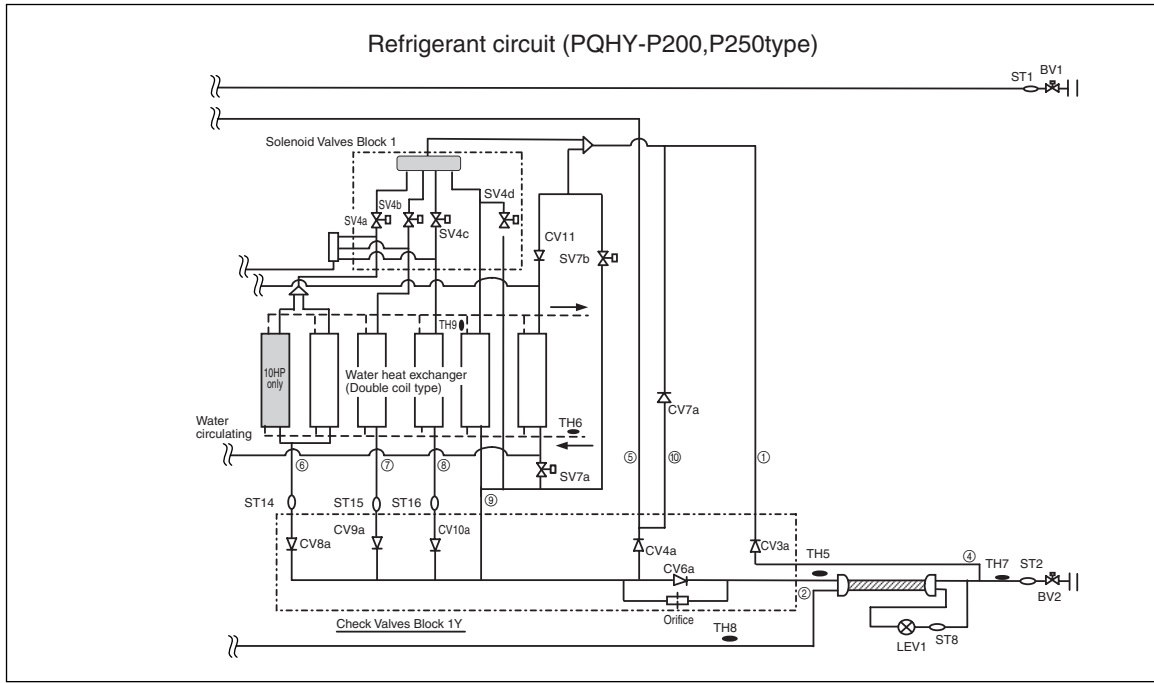 Refrigerant circuit (PQHY-P200,P250type)
ST1
BV1
Solenoid Valves Block 1
SV4a
SV4b
SV4c
SV4d
CV11
SV7b
TH9
10HP
only
Water heat exchanger
(Double coil type)
CV7a
Water
circulating
TH6
⑥
⑦
⑧
⑤
⑩
①
SV7a
⑨
ST14
ST15
ST16
CV8a
CV9a
CV10a
CV4a
CV3a
TH5
④
TH7
ST2
CV6a
②
BV2
Orifice
Check Valves Block 1Y
TH8
LEV1
ST8